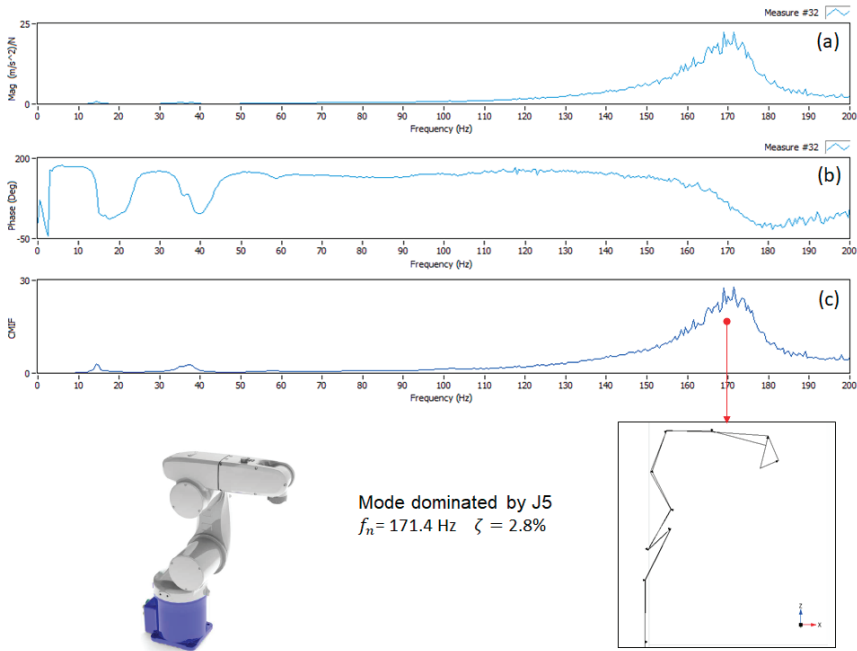 Measure #32
(a)
25
0
Mag (m/s^2)/N
0 10 20 30 40 50 60 70 80 90 100 110 120 130 140 150 160 170 180 190 200
Frequency (Hz)
Measure #32
(b)
200
-50
Phase (Deg)
0 10 20 30 40 50 60 70 80 90 100 110 120 130 140 150 160 170 180 190 200
Frequency (Hz)
(c)
30
0
CMIF
0 10 20 30 40 50 60 70 80 90 100 110 120 130 140 150 160 170 180 190 200
Frequency (Hz)
Mode dominated by J5
fₙ= 171.4 Hz ζ = 2.8%
Z
X